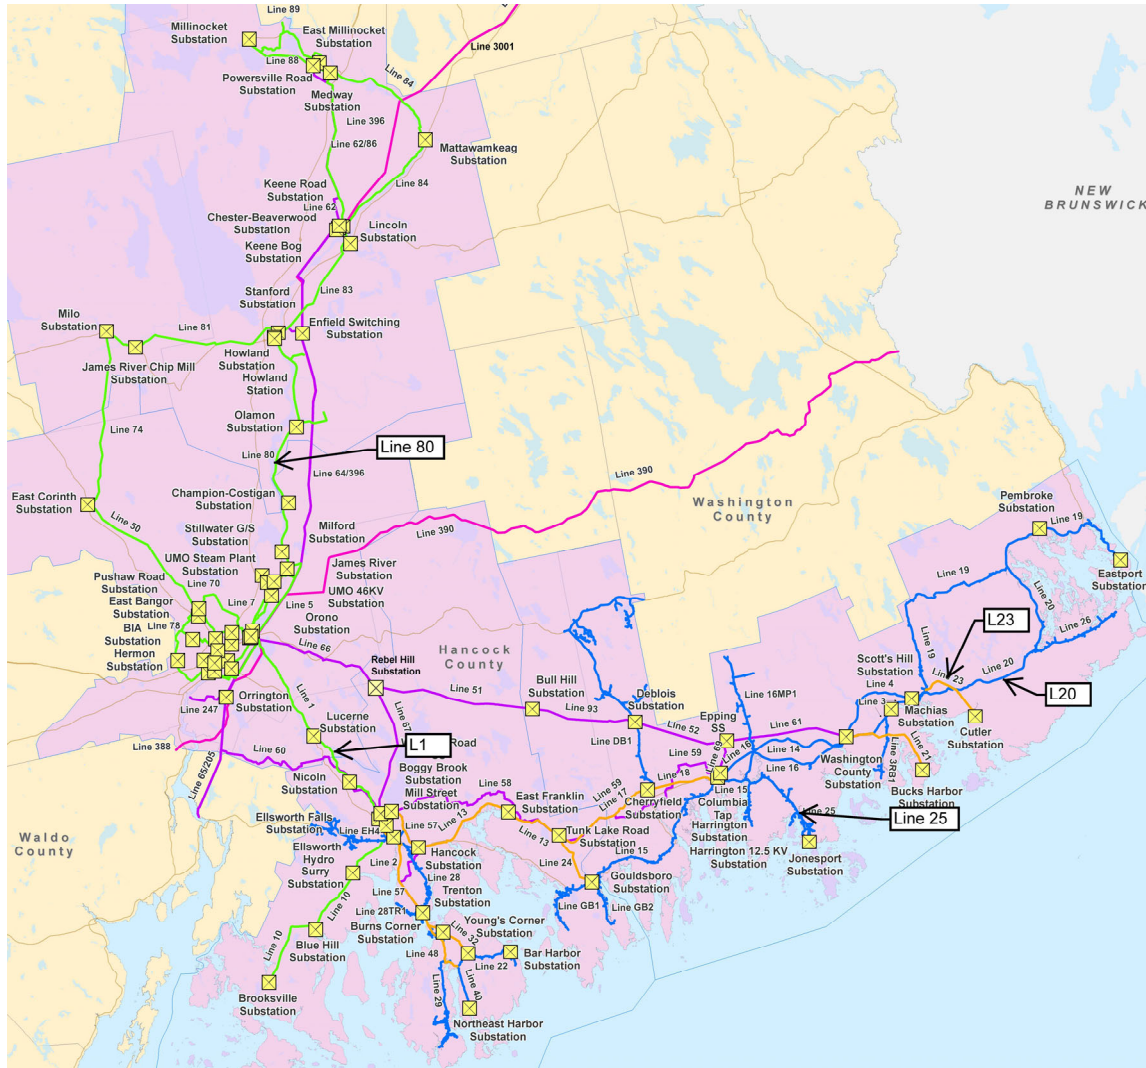 Line 89
Millinocket
Substation
East Millinocket
Substation
Line 3001
Line 88
Line 84
Powersville Road
Substation
Medway
Substation
Line 396
Line 62/86
Mattawamkeag
Substation
Keene Road
Substation
Line 84
Line 62
Chester-Beaverwood
Substation
Lincoln
Substation
Keene Bog
Substation
NEW
BRUNSWICK
Line 83
Stanford
Substation
Milo
Substation
Line 81
Enfield Switching
Substation
James River Chip Mill
Substation
Howland
Substation
Howland
Station
Olamon
Substation
Line 74
Line 80
Line 80
Line 64/396
Line 390
East Corinth
Substation
Champion-Costigan
Substation
Washington
County
Pembroke
Substation
Line 19
Line 50
Stillwater G/S
Substation
Milford
Substation
Line 390
UMO Steam Plant
Substation
James River
Substation
Eastport
Substation
Pushaw Road
Substation
Line 70
UMO 46KV
Substation
Line 19
Line 20
East Bangor
Substation
Line 7
Line 5
Orono
Substation
Line 26
BIA
Substation
Line 78
L23
Hermon
Substation
Line 66
Hancock
County
Rebel Hill
Substation
Scott's Hill
Substation
Line 19
Line 23
Line 20
L20
Line 51
Bull Hill
Substation
Line 93
Deblois
Substation
Line 16MP1
Line 4
Line 3
Machias
Substation
Cutler
Substation
Orrington
Substation
Line 247
Line 1
Lucerne
Substation
Line 388
L1
Road
Line 60
Line 65/205
Line 52
Epping
SS
Line 61
Line DB1
Line 59
Line 69
Line 16
Line 14
Line 16
Washington
County
Substation
Line 21
Bucks Harbor
Substation
Nicoln
Substation
Boggy Brook
Substation
Mill Street
Substation
Line 58
East Franklin
Substation
Line 59
Line 17
Line 18
Cherryfield
Substation
Line 15
Columbia
Tap
Harrington
Substation
Harrington 12.5 KV
Substation
Line 25
Jonesport
Substation
Waldo
County
Ellsworth Falls
Substation
Line EH4
Line 57
Line 13
Line 13
Tunk Lake Road
Substation
Line 15
Ellsworth
Hydro
Surry
Substation
Line 2
Hancock
Substation
Line 24
Gouldsboro
Substation
Line 28
Trenton
Substation
Line 57
Line 10
Line 28TR1
Line GB1
Line GB2
Burns Corner
Substation
Young's Corner
Substation
Line 32
Blue Hill
Substation
Line 48
Line 22
Bar Harbor
Substation
Line 10
Line 29
Line 40
Brooksville
Substation
Northeast Harbor
Substation